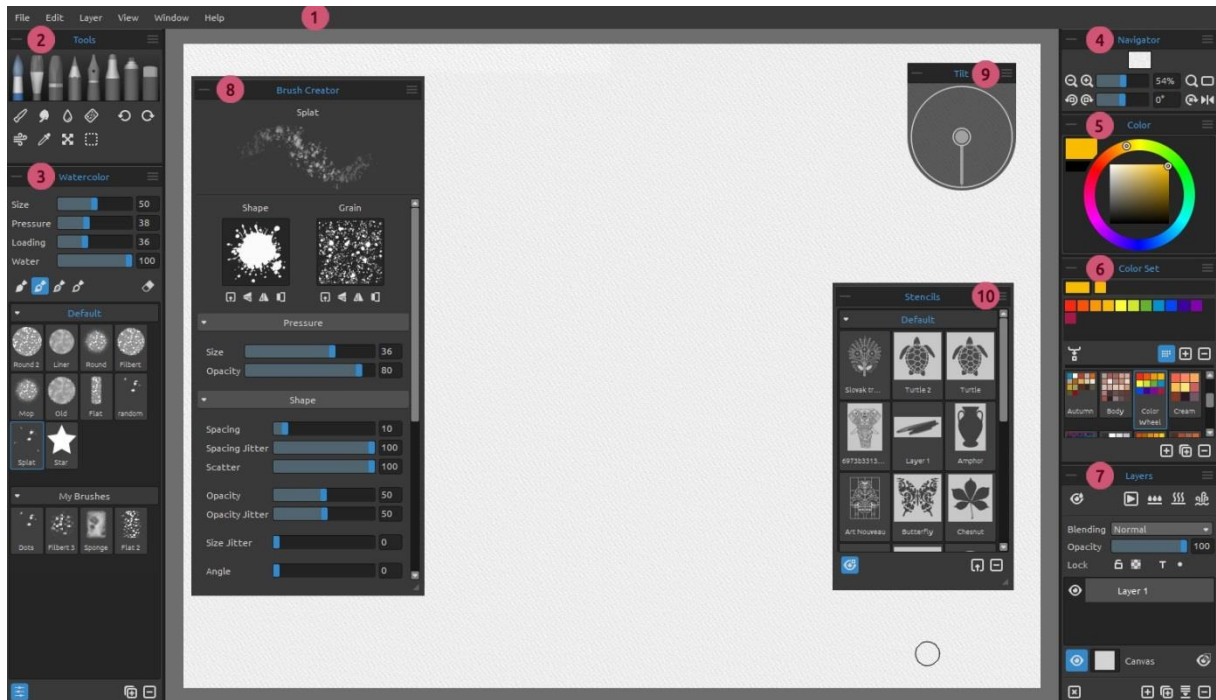 File Edit Layer View Window Help 1
2 Tools
3 Watercolor
Size 50
Pressure 38
Loading 36
Water 100
Default
Round 2 Liner Round Filbert
Mop Old Flat random
Splat Star
My Brushes
Dots Filbert 3 Sponge Flat 2
8 Brush Creator
Splat
Shape Grain
Pressure
Size 36
Opacity 80
Shape
Spacing 10
Spacing Jitter 100
Scatter 100
Opacity 50
Opacity Jitter 50
Size Jitter 0
Angle 0
Tilt 9
Stencils 10
Default
Slovak tr... Turtle 2 Turtle
6973b3313... Layer 1 Amphor
Art Nouveau Butterfly Chesnut
4 Navigator
54%
0°
5 Color
6 Color Set
Autumn Body Color Cream
Wheel
7 Layers
Blending Normal
Opacity 100
Lock T
Layer 1
Canvas